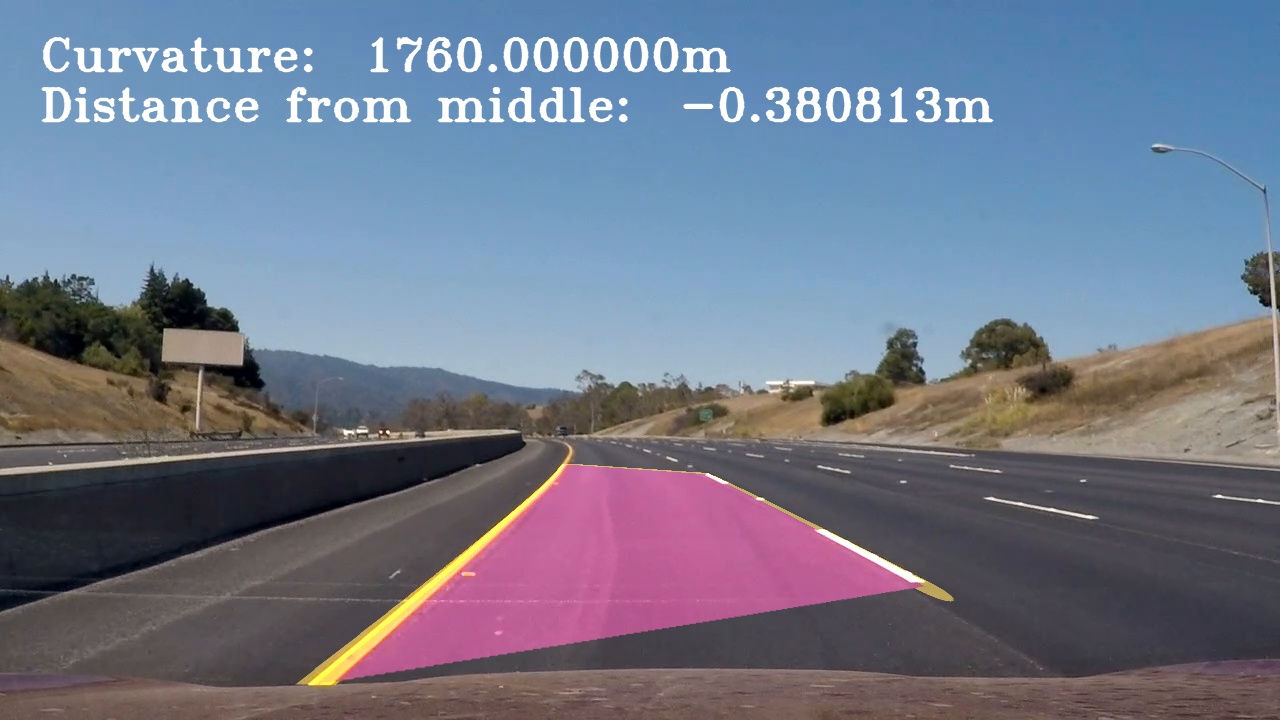 Curvature: 1760.000000m
Distance from middle: −0.380813m